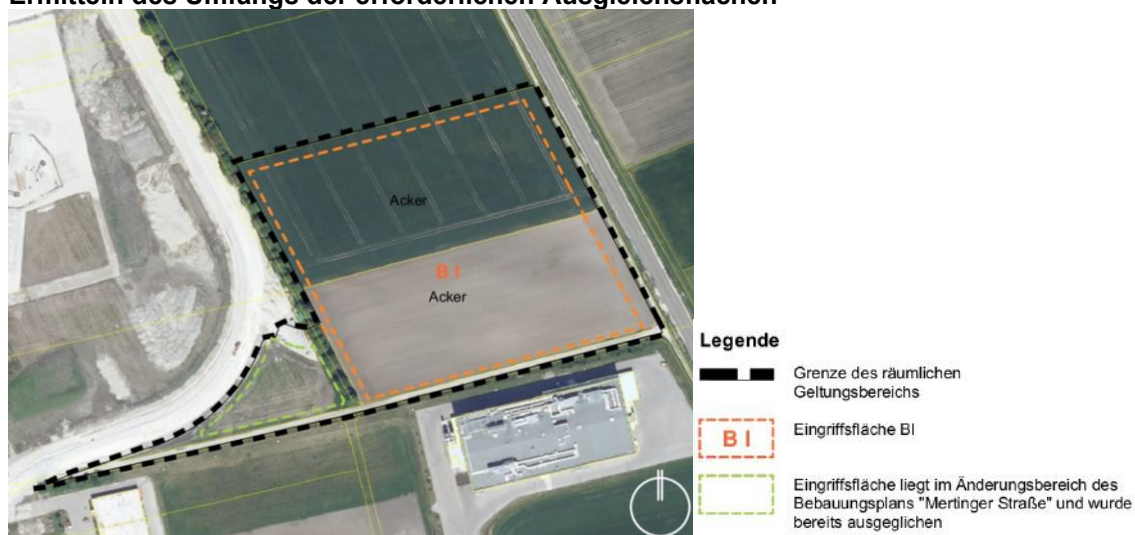 Ermitteln des Umfangs der erforderlichen Ausgleichsflächen
Acker
B I
Acker
Legende
Grenze des räumlichen
Geltungsbereichs
B I
Eingriffsfläche BI
Eingriffsfläche liegt im Änderungsbereich des
Bebauungsplans "Mertinger Straße" und wurde
bereits ausgeglichen